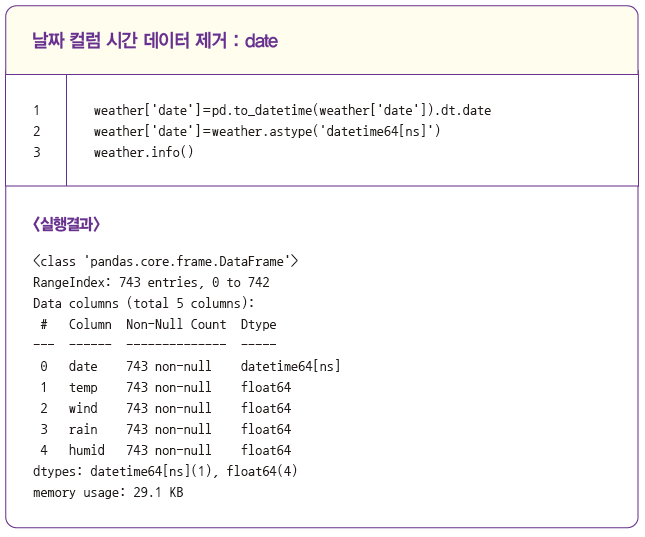 날짜 컬럼 시간 데이터 제거 : date
1 weather['date']=pd.to_datetime(weather['date']).dt.date
2 weather['date']=weather.astype('datetime64[ns]')
3 weather.info()
<실행결과>
<class 'pandas.core.frame.DataFrame'>
RangeIndex: 743 entries, 0 to 742
Data columns (total 5 columns):
# Column Non-Null Count Dtype
--- ------ -------------- -----
0 date 743 non-null datetime64[ns]
1 temp 743 non-null float64
2 wind 743 non-null float64
3 rain 743 non-null float64
4 humid 743 non-null float64
dtypes: datetime64[ns](1), float64(4)
memory usage: 29.1 KB